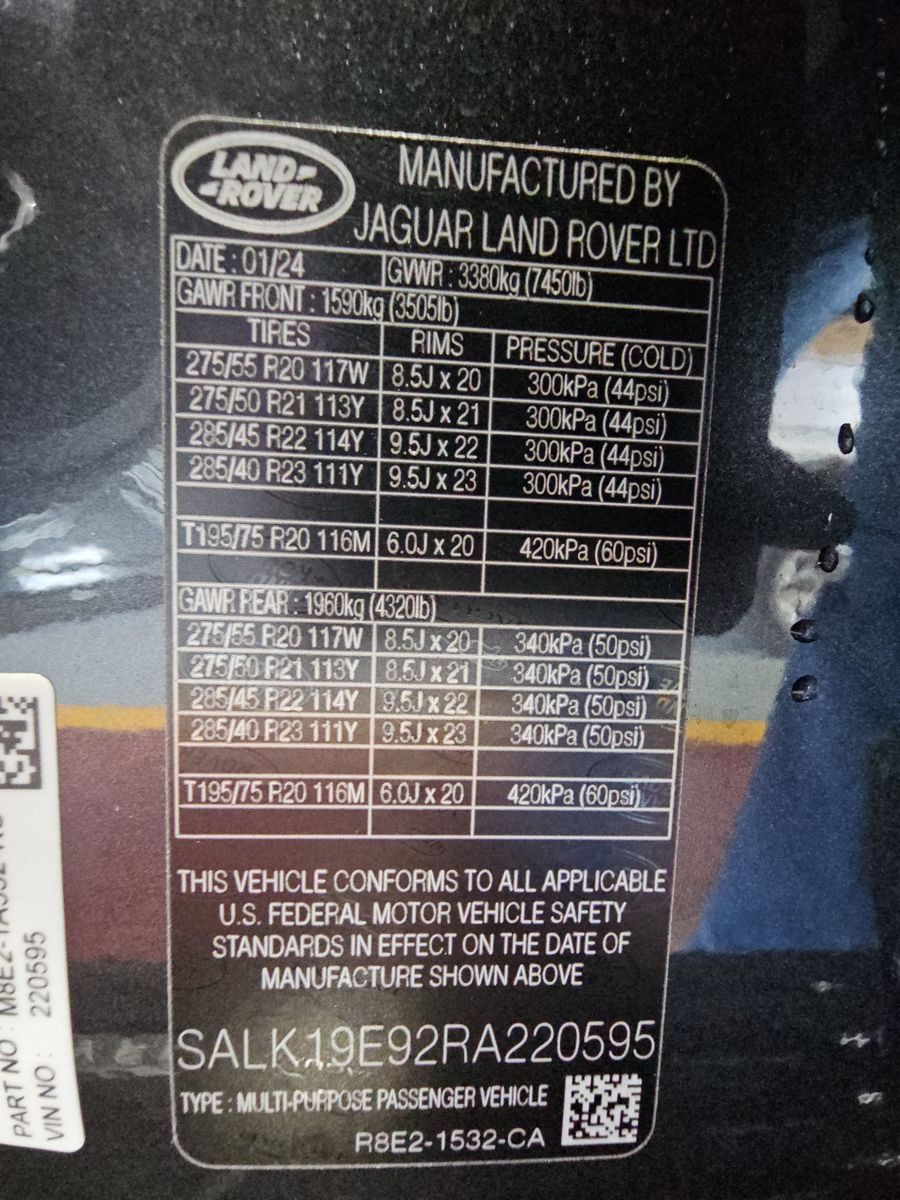 LAND-
-ROVER
MANUFACTURED BY
JAGUAR LAND ROVER LTD
DATE : 01/24 GVWR : 3380kg (7450lb)
GAWR FRONT : 1590kg (3505lb)
TIRES RIMS PRESSURE (COLD)
275/55 R20 117W 8.5J x 20 300kPa (44psi)
275/50 R21 113Y 8.5J x 21 300kPa (44psi)
285/45 R22 114Y 9.5J x 22 300kPa (44psi)
285/40 R23 111Y 9.5J x 23 300kPa (44psi)
T195/75 R20 116M 6.0J x 20 420kPa (60psi)
GAWR REAR : 1960kg (4320lb)
275/55 R20 117W 8.5J x 20 340kPa (50psi)
275/50 R21 113Y 8.5J x 21 340kPa (50psi)
285/45 R22 114Y 9.5J x 22 340kPa (50psi)
285/40 R23 111Y 9.5J x 23 340kPa (50psi)
T195/75 R20 116M 6.0J x 20 420kPa (60psi)
THIS VEHICLE CONFORMS TO ALL APPLICABLE
U.S. FEDERAL MOTOR VEHICLE SAFETY
STANDARDS IN EFFECT ON THE DATE OF
MANUFACTURE SHOWN ABOVE
SALK19E92RA220595
TYPE : MULTI-PURPOSE PASSENGER VEHICLE
R8E2-1532-CA
PART NO :
VIN NO : 220595